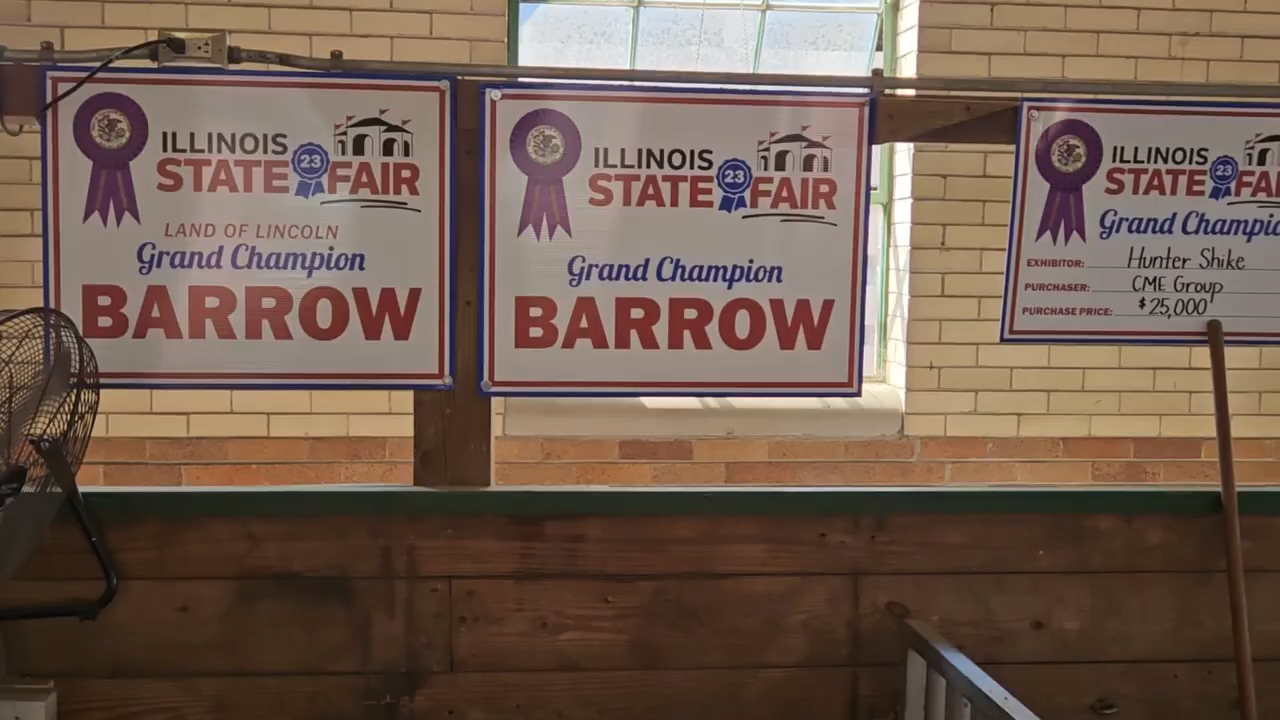 ILLINOIS
STATE 23 FAIR
LAND OF LINCOLN
Grand Champion
BARROW
ILLINOIS
STATE 23 FAIR
Grand Champion
BARROW
ILLINOIS
STATE 23
Grand
EXHIBITOR: Hunter Shike
PURCHASER: CME Group
PURCHASE PRICE: $25,000